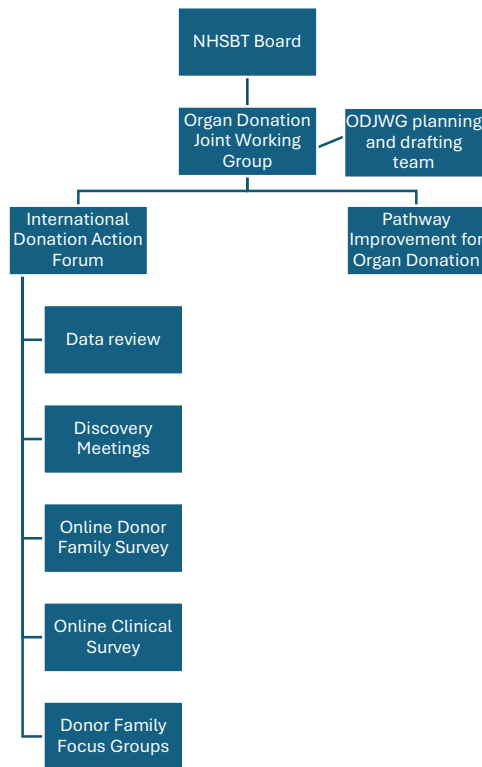 NHSBT Board
Organ Donation
Joint Working
Group
ODJWG planning
and drafting
team
International
Donation Action
Forum
Pathway
Improvement for
Organ Donation
Data review
Discovery
Meetings
Online Donor
Family Survey
Online Clinical
Survey
Donor Family
Focus Groups